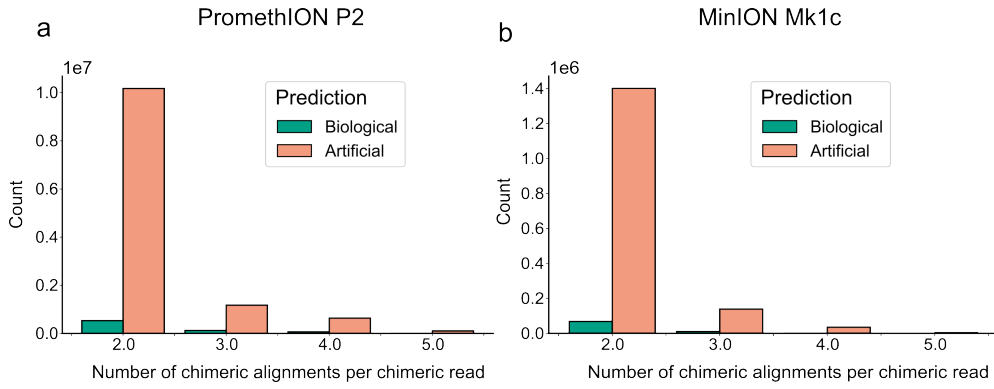 PromethION P2
MinION Mk1c
a
b
1e7
1.0
0.8
0.6
0.4
0.2
0.0
Count
Prediction
Biological
Artificial
2.0
3.0
4.0
5.0
Number of chimeric alignments per chimeric read
1e6
1.4
1.2
1.0
0.8
0.6
0.4
0.2
0.0
Count
Prediction
Biological
Artificial
2.0
3.0
4.0
5.0
Number of chimeric alignments per chimeric read